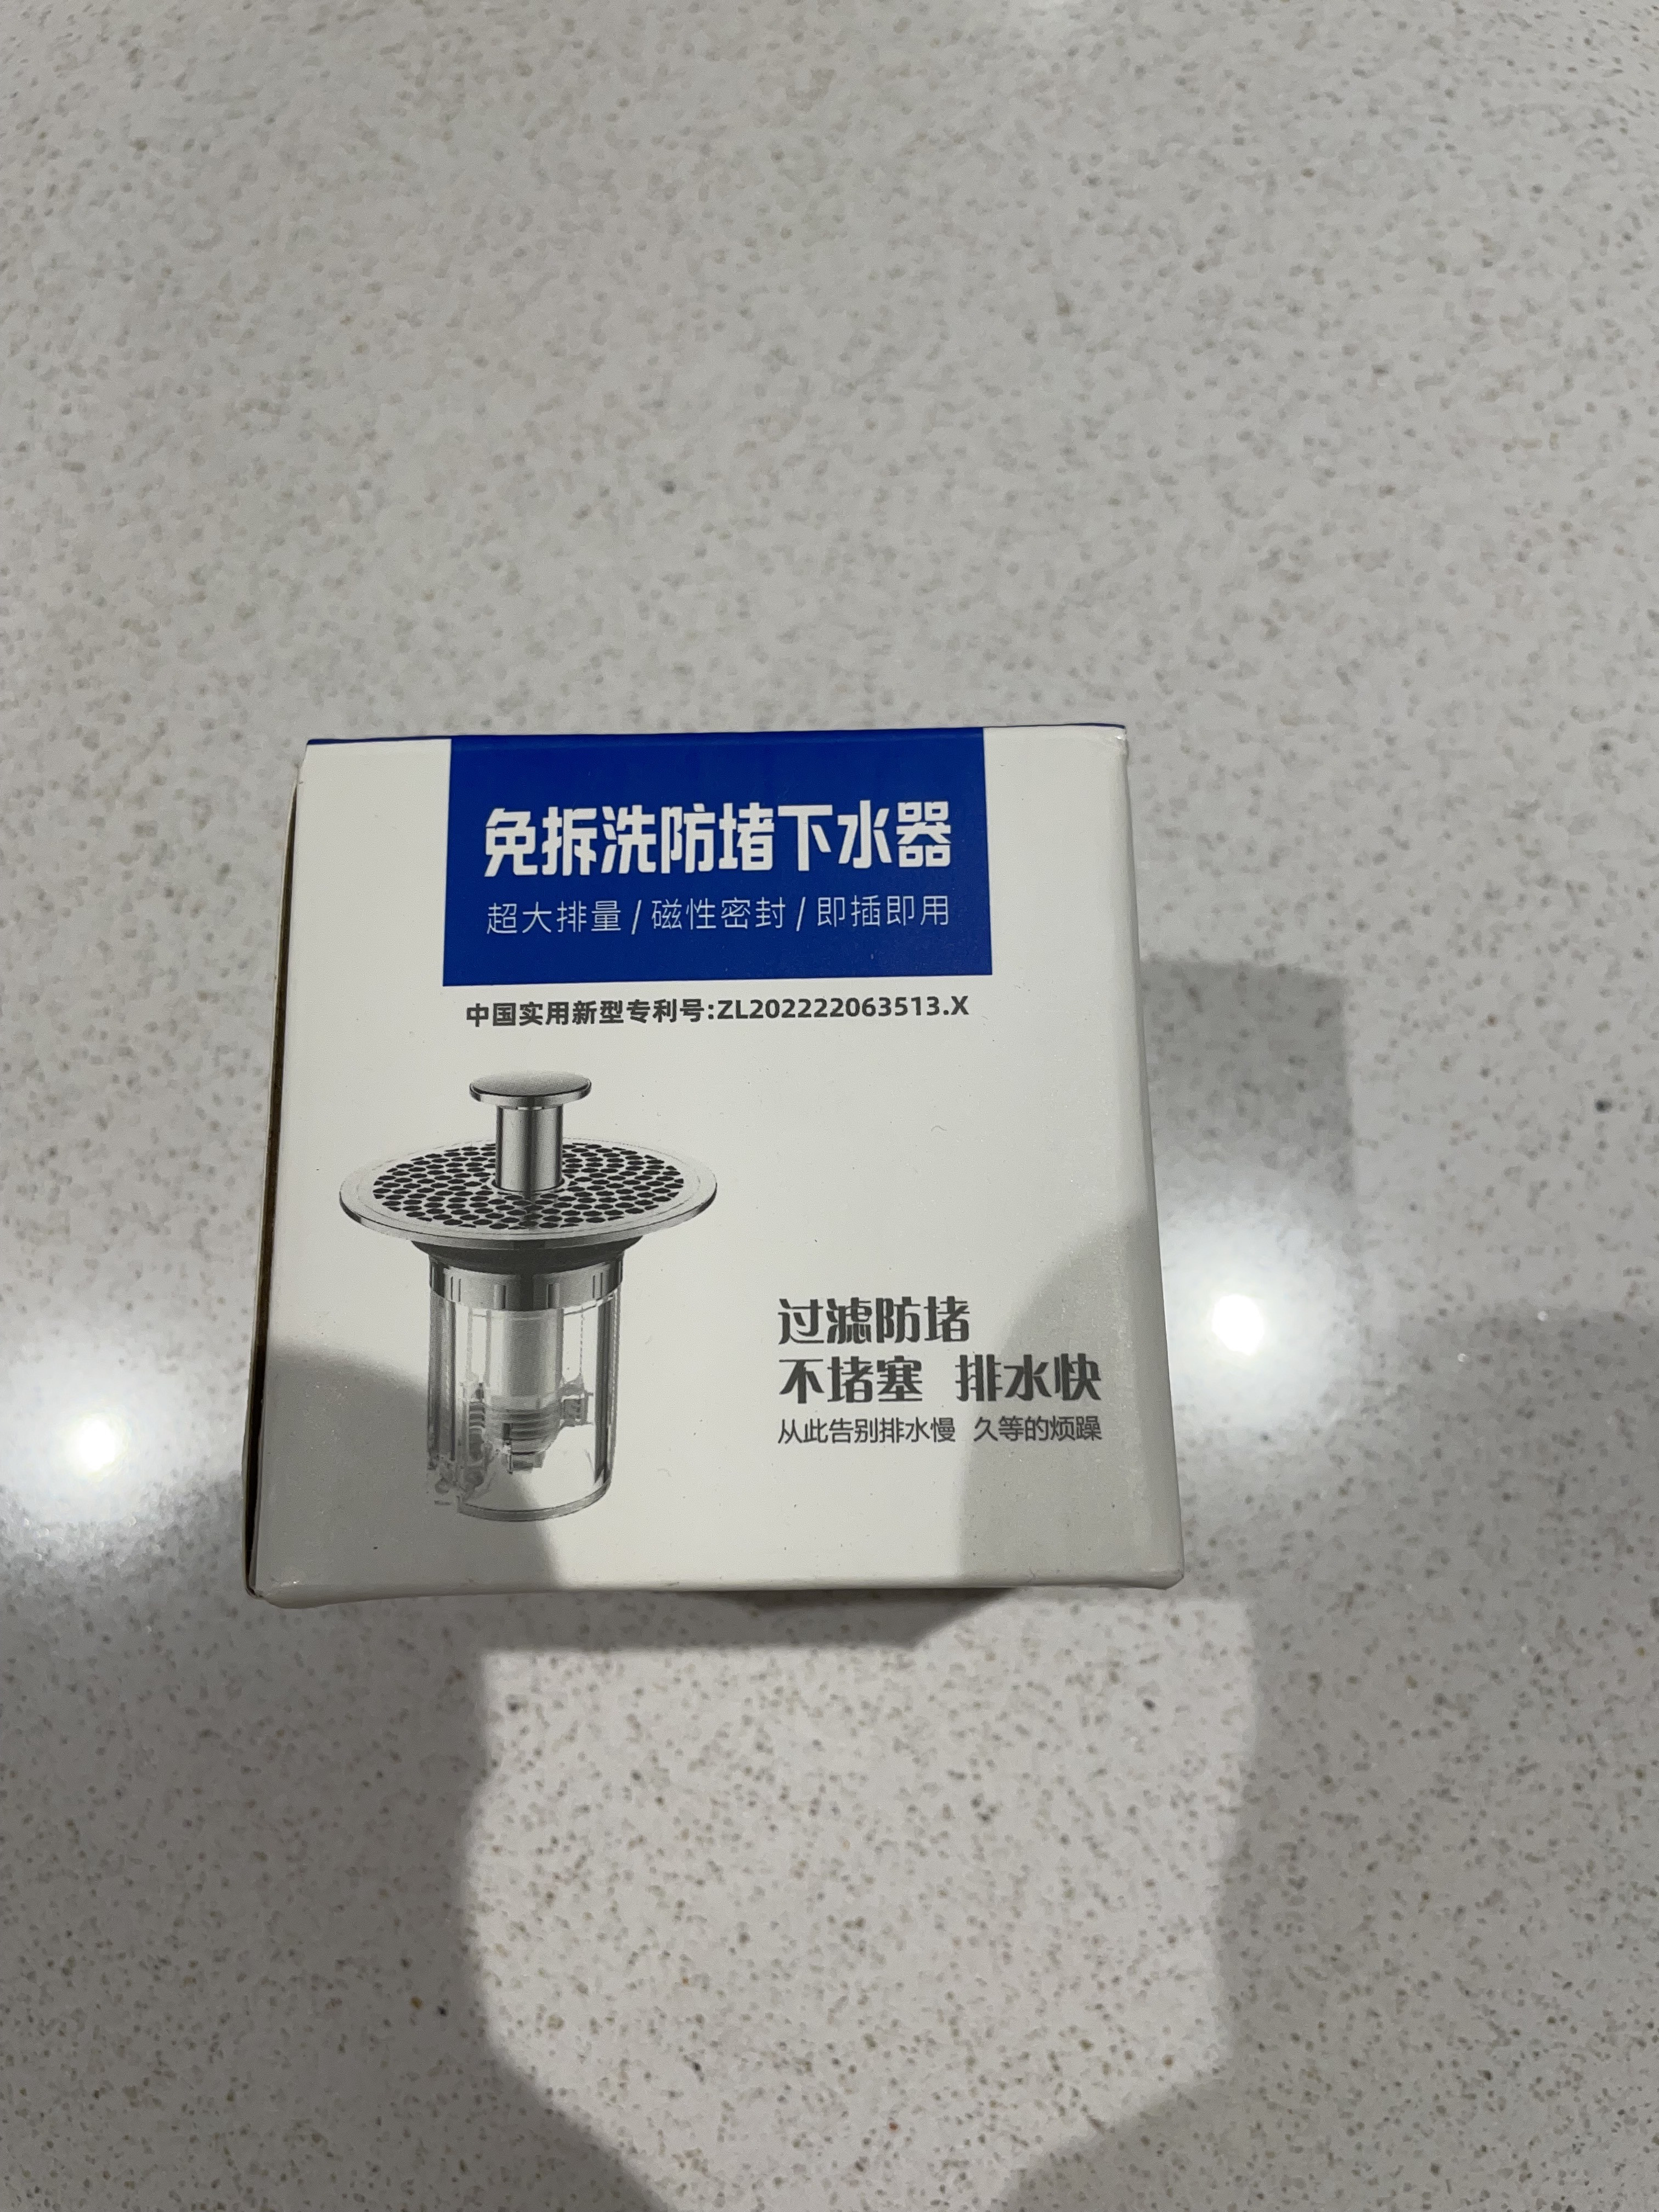 免拆洗防堵下水器
超大排量/磁性密封/即插即用
中国实用新型专利号:ZL202222063513.X
过滤防堵
不堵塞 排水快
从此告别排水慢 久等的烦躁